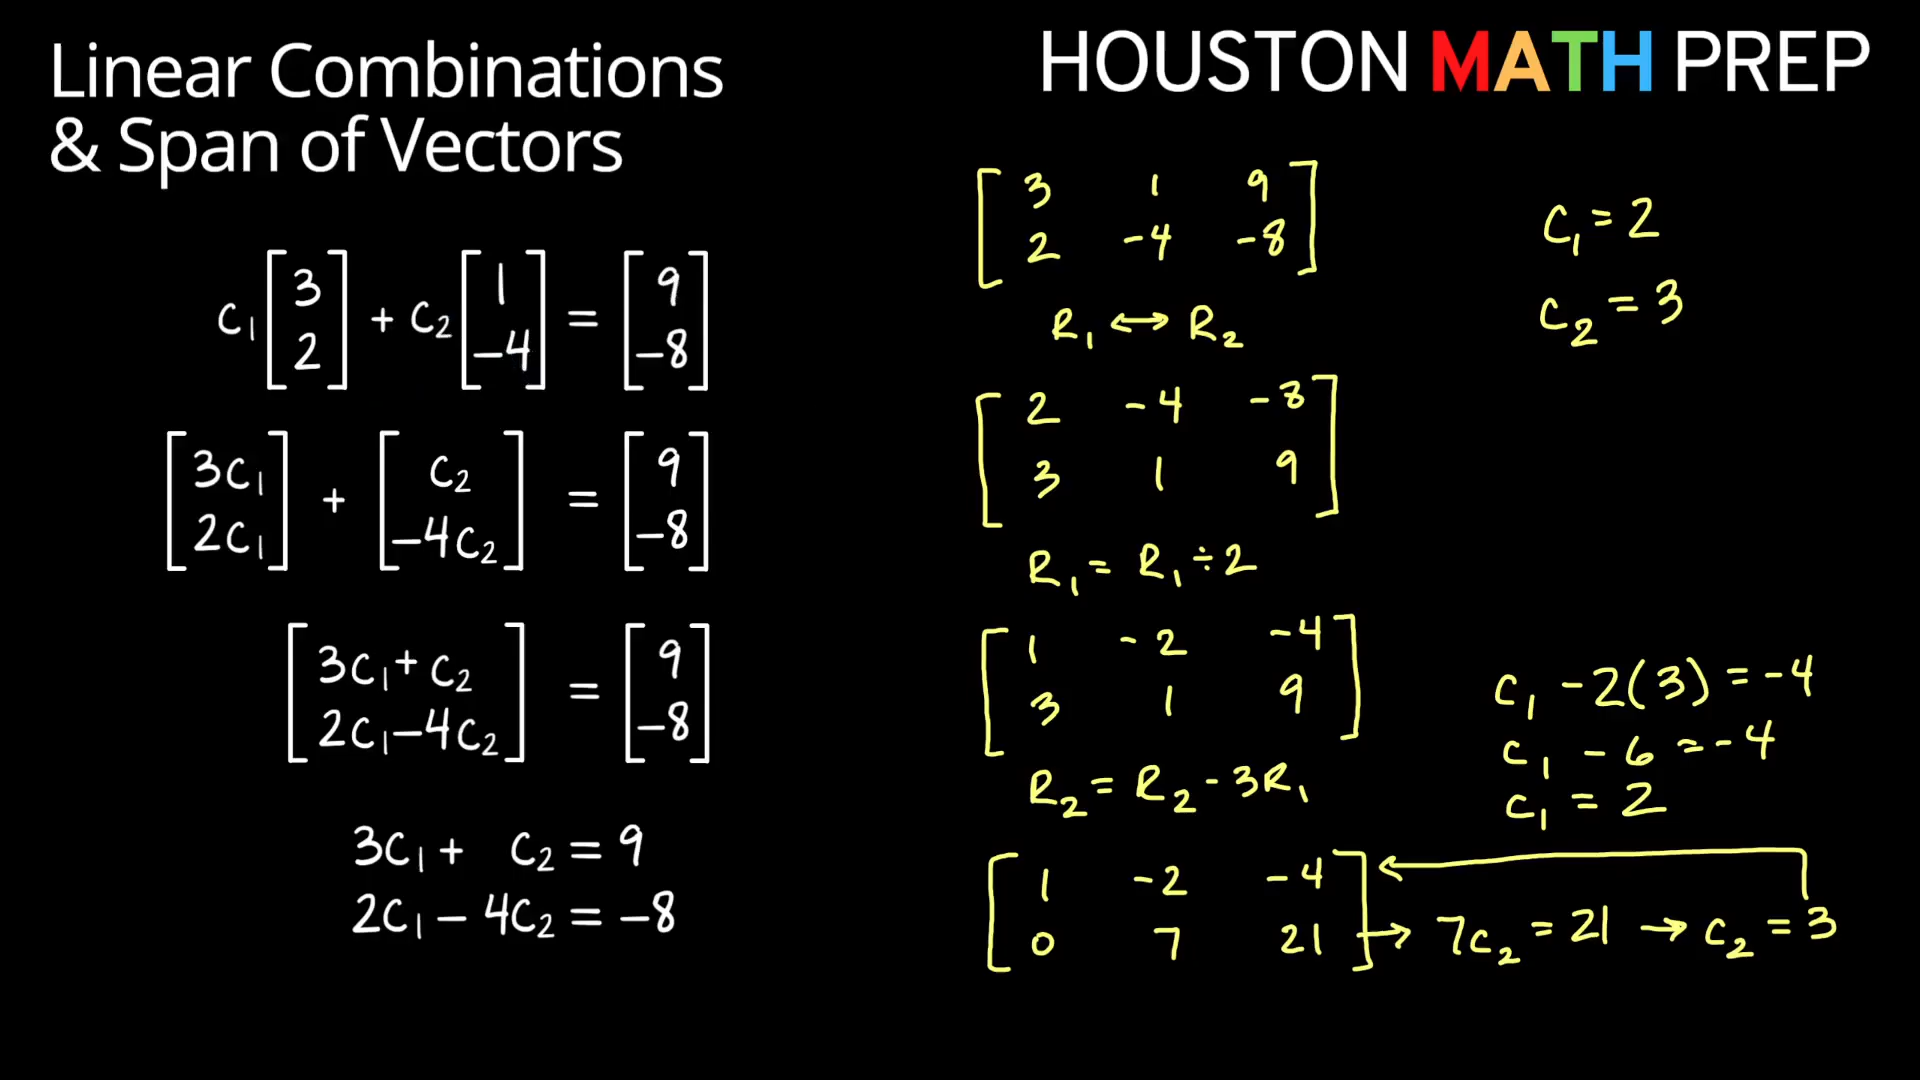 Linear Combinations
& Span of Vectors
HOUSTON MATH PREP
c₁ [3 2] + c₂ [1 −4] = [9 −8]
[3c₁ 2c₁] + [c₂ −4c₂] = [9 −8]
[3c₁ + c₂ 2c₁ − 4c₂] = [9 −8]
3c₁ + c₂ = 9
2c₁ − 4c₂ = −8
[3 1 9
2 −4 −8]
R₁ ↔ R₂
[2 −4 −8
3 1 9]
R₁ = R₁ ÷ 2
[1 −2 −4
3 1 9]
R₂ = R₂ − 3R₁
[1 −2 −4
0 7 21] → 7c₂ = 21 → c₂ = 3
c₁ − 2(3) = −4
c₁ − 6 = −4
c₁ = 2
c₁ = 2
c₂ = 3